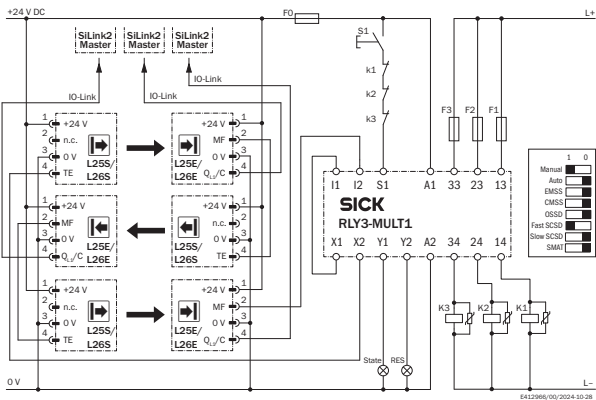 +24 V DC
F0
L+
SiLink2
Master
SiLink2
Master
SiLink2
Master
S1
IO-Link
IO-Link
IO-Link
k1
k2
k3
F3
F2
F1
1
+24 V
2
n.c.
3
0 V
4
TE
L25S/
L26S
+24 V
1
MF
2
0 V
3
QL1/C
4
L25E/
L26E
1
+24 V
2
MF
3
0 V
4
QL1/C
L25E/
L26E
+24 V
1
n.c.
2
0 V
3
TE
4
L25S/
L26S
1
+24 V
2
n.c.
3
0 V
4
TE
L25S/
L26S
+24 V
1
MF
2
0 V
3
QL1/C
4
L25E/
L26E
I1 I2 S1 A1 33 23 13
SICK
RLY3-MULT1
X1 X2 Y1 Y2 A2 34 24 14
1 0
Manual
Auto
EMSS
CMSS
OSSD
Fast SCSD
Slow SCSD
SMAT
K3
K2
K1
State
RES
0 V
L–
E412966/00/2024-10-28